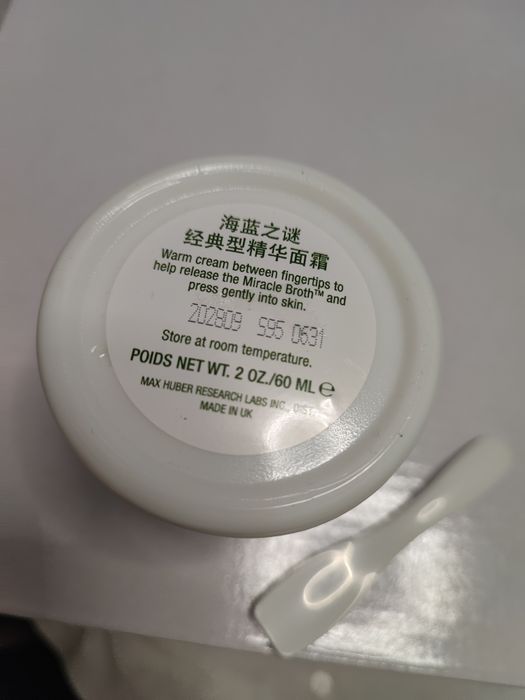 海蓝之谜
经典型精华面霜
Warm cream between fingertips to
help release the Miracle Broth™ and
press gently into skin.
202809 S95 0631
Store at room temperature.
POIDS NET WT. 2 OZ./60 ML ℮
MAX HUBER RESEARCH LABS INC., DIST.
MADE IN UK